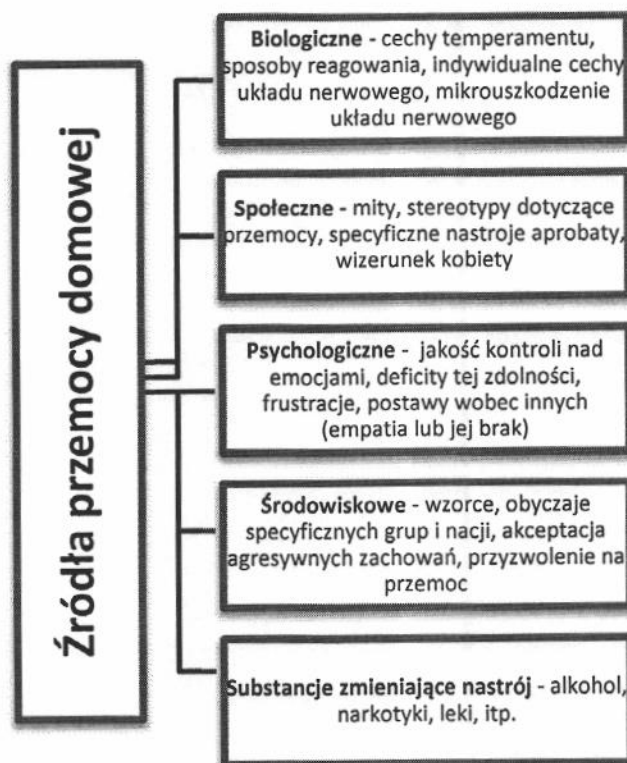 Źródła przemocy domowej
Biologiczne - cechy temperamentu,
sposoby reagowania, indywidualne cechy
układu nerwowego, mikrouszkodzenie
układu nerwowego
Społeczne - mity, stereotypy dotyczące
przemocy, specyficzne nastroje aprobaty,
wizerunek kobiety
Psychologiczne - jakość kontroli nad
emocjami, deficyty tej zdolności,
frustracje, postawy wobec innych
(empatia lub jej brak)
Środowiskowe - wzorce, obyczaje
specyficznych grup i nacji, akceptacja
agresywnych zachowań, przyzwolenie na
przemoc
Substancje zmieniające nastrój - alkohol,
narkotyki, leki, itp.